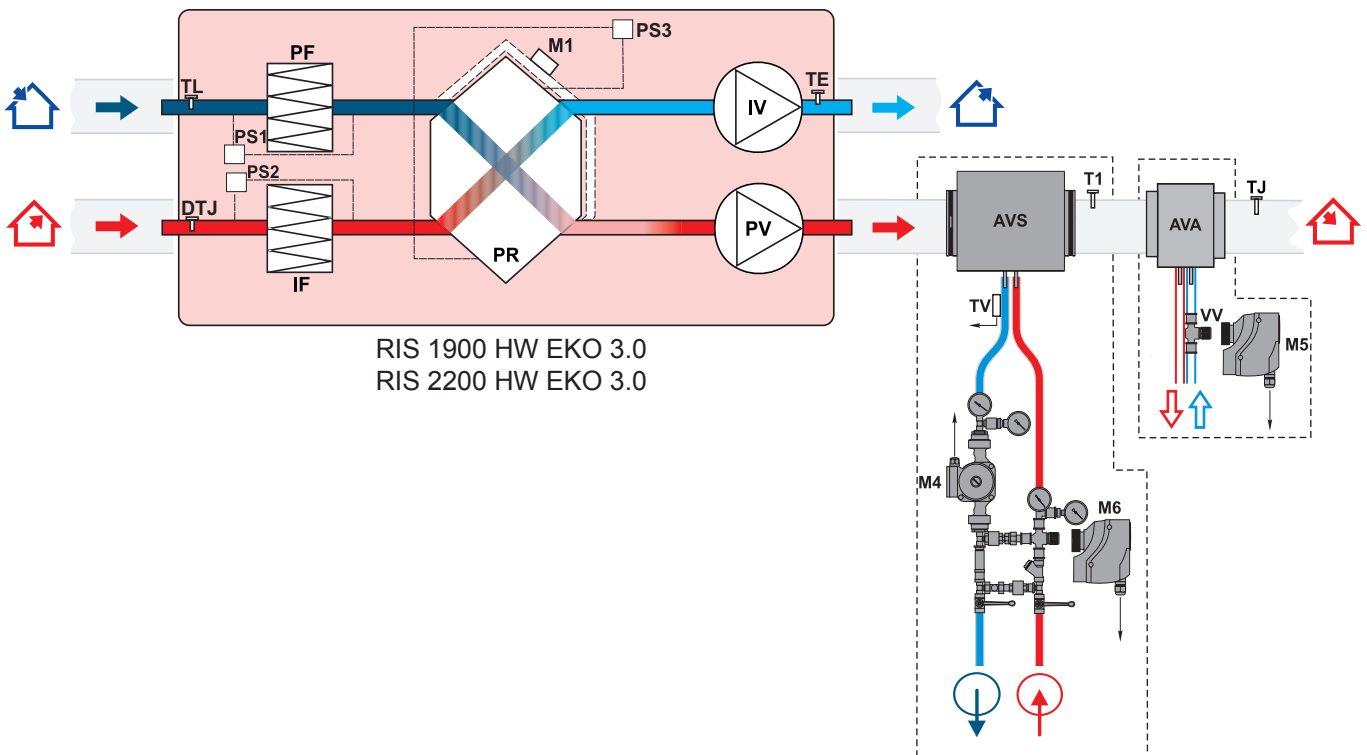 PS3
M1
PF
TL
TE
IV
PS1
PS2
T1
TJ
DTJ
AVS
AVA
PV
PR
IF
TV
VV
M5
RIS 1900 HW EKO 3.0
RIS 2200 HW EKO 3.0
M4
M6